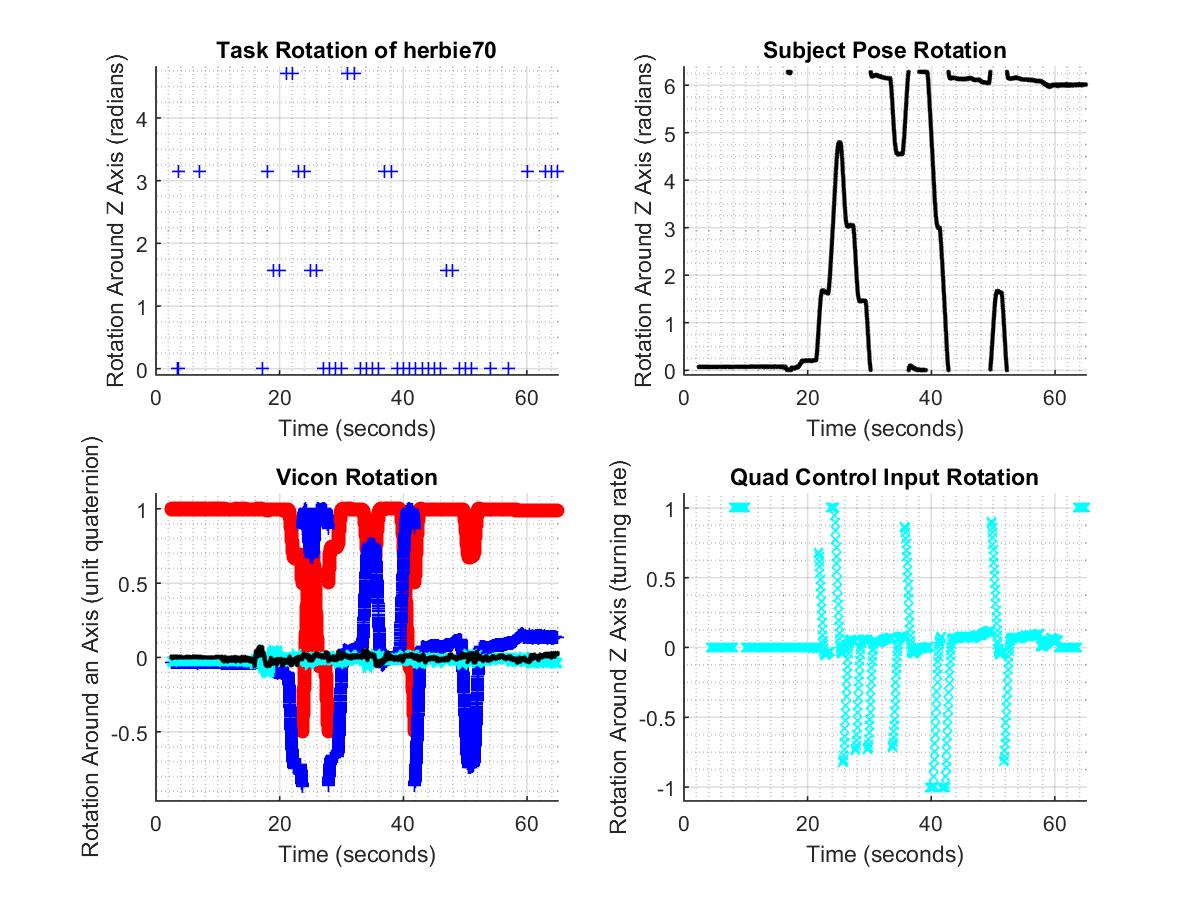 Task Rotation of herbie70
Rotation Around Z Axis (radians)
4
3
2
1
0
0 20 40 60
Time (seconds)
Subject Pose Rotation
Rotation Around Z Axis (radians)
6
5
4
3
2
1
0
0 20 40 60
Time (seconds)
Vicon Rotation
Rotation Around an Axis (unit quaternion)
1
0.5
0
-0.5
0 20 40 60
Time (seconds)
Quad Control Input Rotation
Rotation Around Z Axis (turning rate)
1
0.5
0
-0.5
-1
0 20 40 60
Time (seconds)